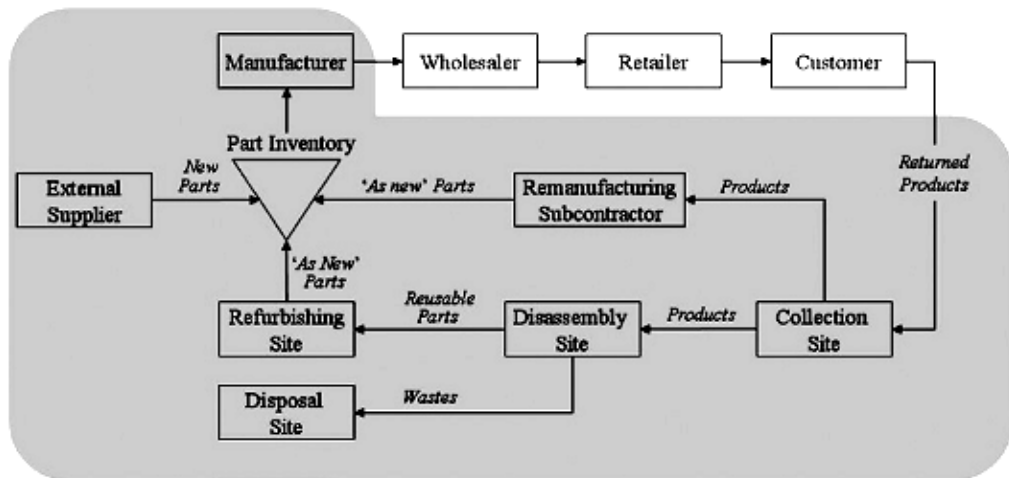 Manufacturer
Wholesaler
Retailer
Customer
Part Inventory
New
Parts
"As new" Parts
Products
Returned
Products
External
Supplier
Remanufacturing
Subcontractor
"As New"
Parts
Reusable
Parts
Products
Refurbishing
Site
Disassembly
Site
Collection
Site
Wastes
Disposal
Site